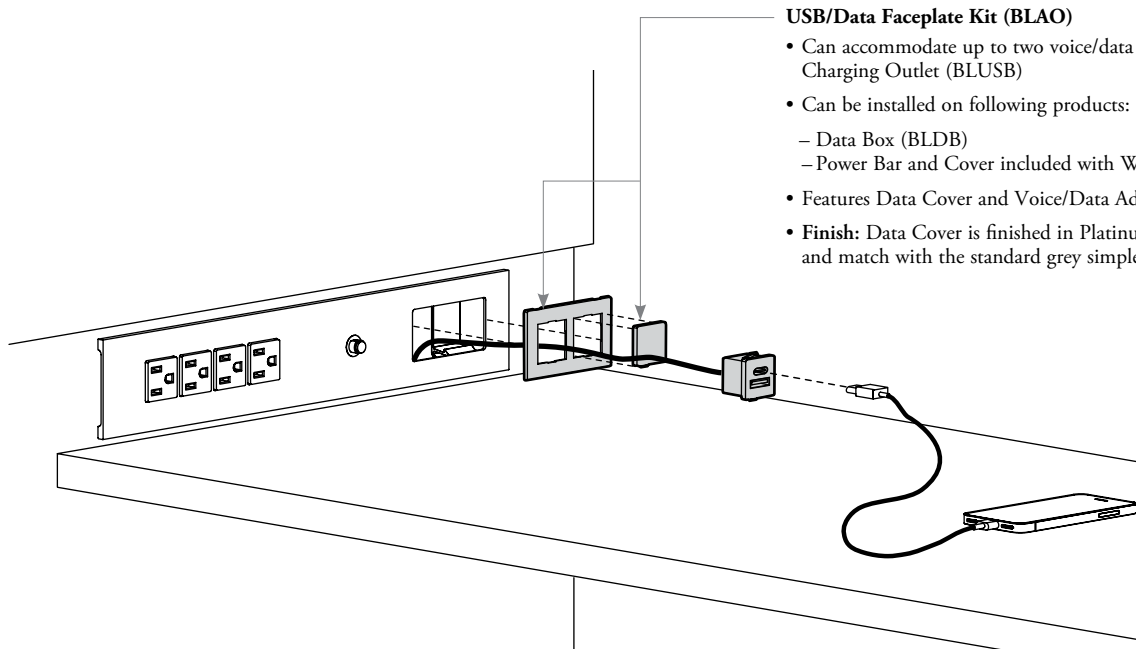 USB/Data Faceplate Kit (BLAO)
• Can accommodate up to two voice/data
Charging Outlet (BLUSB)
• Can be installed on following products:
– Data Box (BLDB)
– Power Bar and Cover included with W
• Features Data Cover and Voice/Data Ad
• Finish: Data Cover is finished in Platinu
and match with the standard grey simple